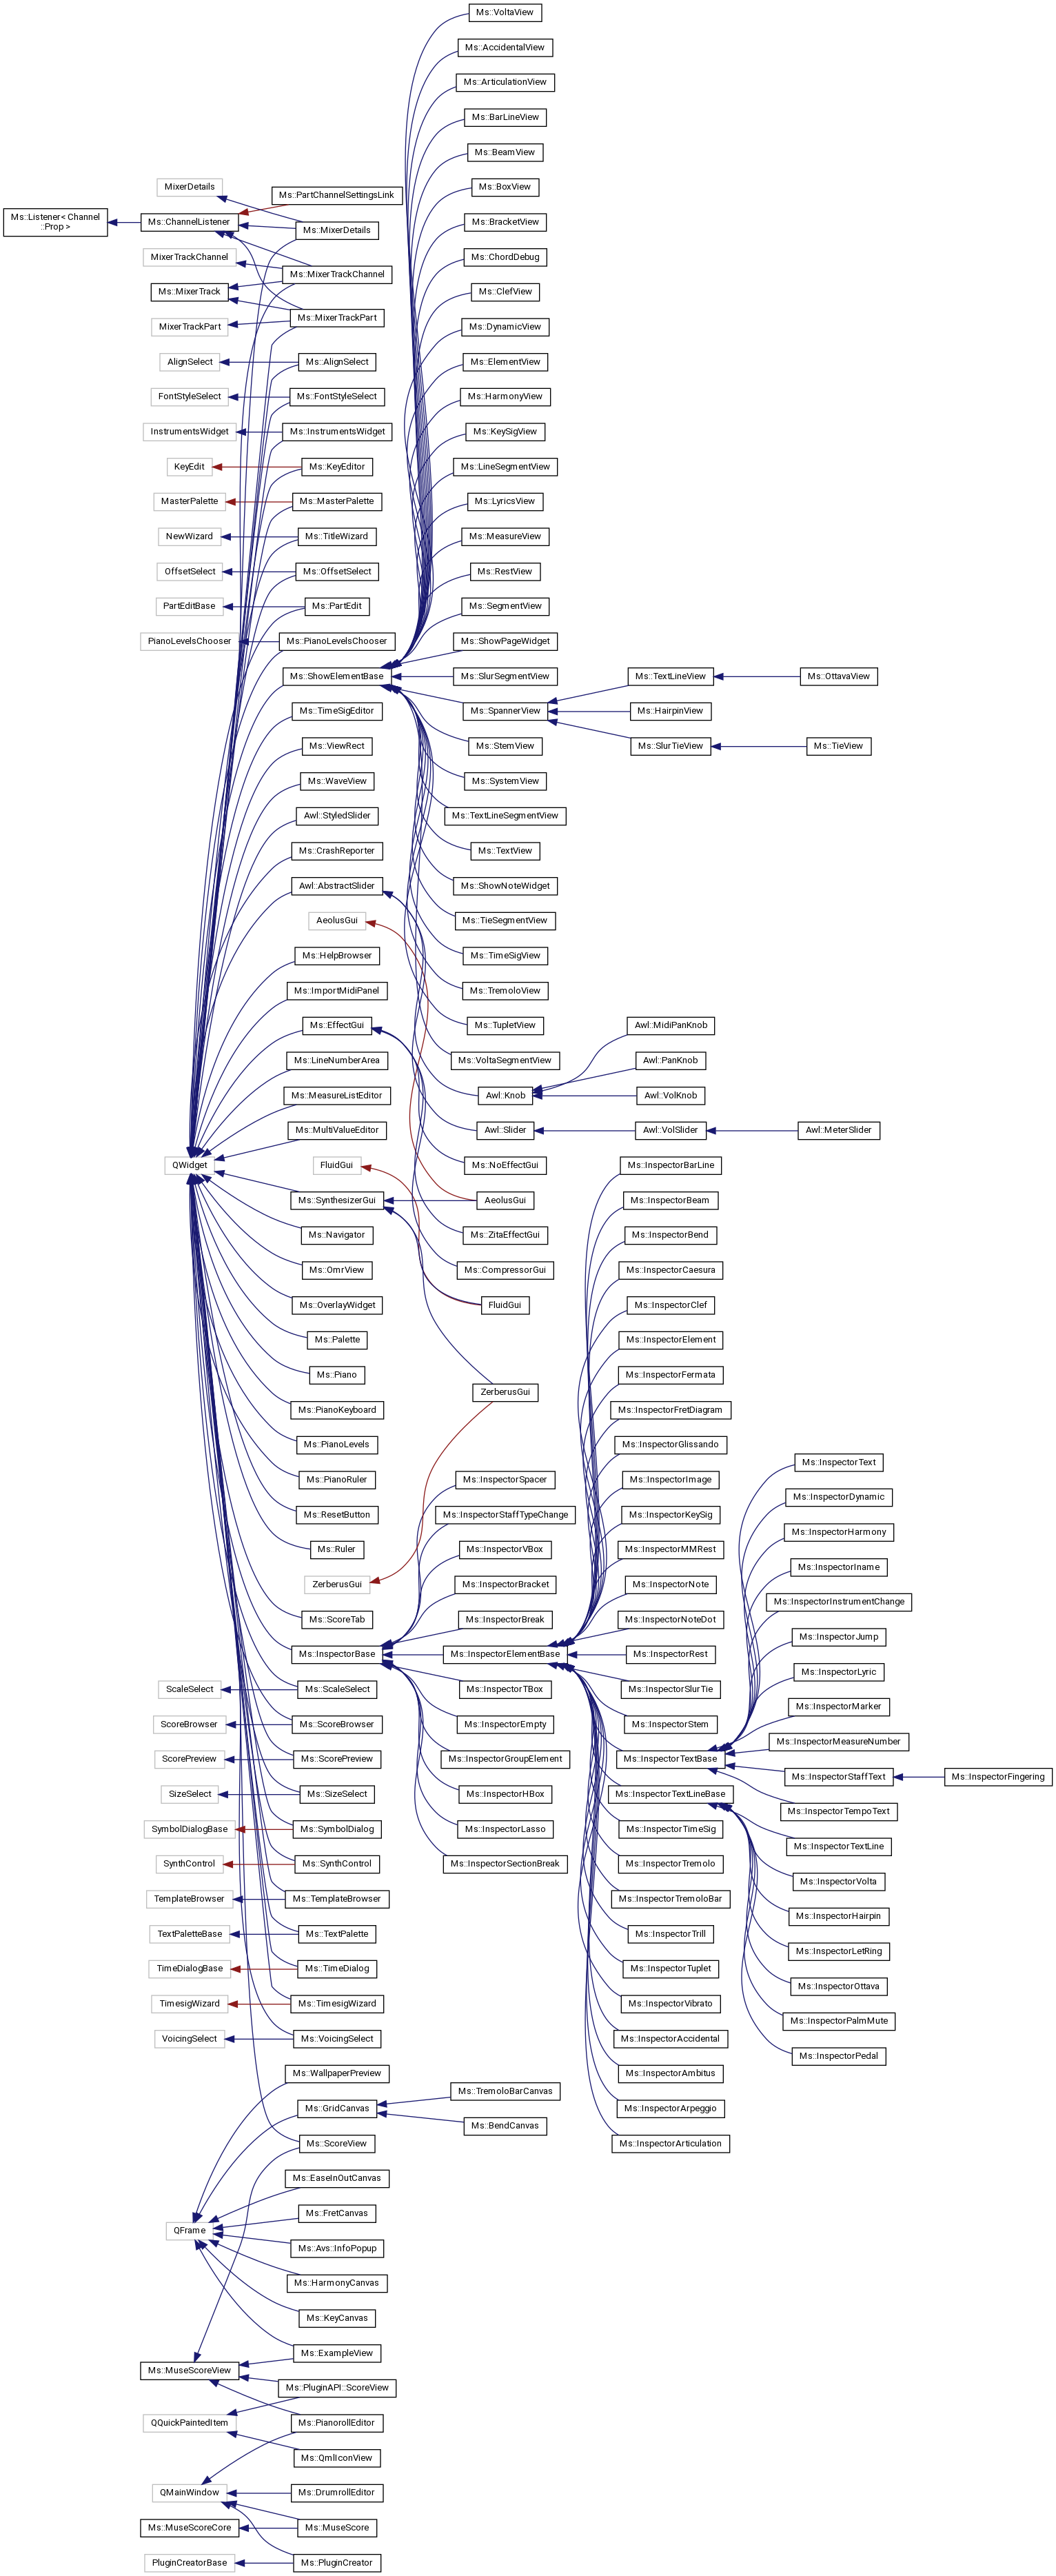 Ms::Listener< Channel
::Prop >
MixerDetails
Ms::ChannelListener
MixerTrackChannel
Ms::MixerTrack
MixerTrackPart
AlignSelect
FontStyleSelect
InstrumentsWidget
KeyEdit
MasterPalette
NewWizard
OffsetSelect
PartEditBase
PianoLevelsChooser
QWidget
ScaleSelect
ScoreBrowser
ScorePreview
SizeSelect
SymbolDialogBase
SynthControl
TemplateBrowser
TextPaletteBase
TimeDialogBase
TimesigWizard
VoicingSelect
QFrame
Ms::MuseScoreView
QQuickPaintedItem
QMainWindow
Ms::MuseScoreCore
PluginCreatorBase
Ms::PartChannelSettingsLink
Ms::MixerDetails
Ms::MixerTrackChannel
Ms::MixerTrackPart
Ms::AlignSelect
Ms::FontStyleSelect
Ms::InstrumentsWidget
Ms::KeyEditor
Ms::MasterPalette
Ms::TitleWizard
Ms::OffsetSelect
Ms::PartEdit
Ms::PianoLevelsChooser
Ms::ShowElementBase
Ms::TimeSigEditor
Ms::ViewRect
Ms::WaveView
Awl::StyledSlider
Ms::CrashReporter
Awl::AbstractSlider
AeolusGui
Ms::HelpBrowser
Ms::ImportMidiPanel
Ms::EffectGui
Ms::LineNumberArea
Ms::MeasureListEditor
Ms::MultiValueEditor
FluidGui
Ms::SynthesizerGui
Ms::Navigator
Ms::OmrView
Ms::OverlayWidget
Ms::Palette
Ms::Piano
Ms::PianoKeyboard
Ms::PianoLevels
Ms::PianoRuler
Ms::ResetButton
Ms::Ruler
ZerberusGui
Ms::ScoreTab
Ms::InspectorBase
Ms::ScaleSelect
Ms::ScoreBrowser
Ms::ScorePreview
Ms::SizeSelect
Ms::SymbolDialog
Ms::SynthControl
Ms::TemplateBrowser
Ms::TextPalette
Ms::TimeDialog
Ms::TimesigWizard
Ms::VoicingSelect
Ms::WallpaperPreview
Ms::GridCanvas
Ms::ScoreView
Ms::EaseInOutCanvas
Ms::FretCanvas
Ms::Avs::InfoPopup
Ms::HarmonyCanvas
Ms::KeyCanvas
Ms::ExampleView
Ms::PluginAPI::ScoreView
Ms::PianorollEditor
Ms::QmlIconView
Ms::DrumrollEditor
Ms::MuseScore
Ms::PluginCreator
Ms::VoltaView
Ms::AccidentalView
Ms::ArticulationView
Ms::BarLineView
Ms::BeamView
Ms::BoxView
Ms::BracketView
Ms::ChordDebug
Ms::ClefView
Ms::DynamicView
Ms::ElementView
Ms::HarmonyView
Ms::KeySigView
Ms::LineSegmentView
Ms::LyricsView
Ms::MeasureView
Ms::RestView
Ms::SegmentView
Ms::ShowPageWidget
Ms::SlurSegmentView
Ms::SpannerView
Ms::StemView
Ms::SystemView
Ms::TextLineSegmentView
Ms::TextView
Ms::ShowNoteWidget
Ms::TieSegmentView
Ms::TimeSigView
Ms::TremoloView
Ms::TupletView
Ms::VoltaSegmentView
Awl::Knob
Awl::Slider
Ms::NoEffectGui
AeolusGui
Ms::ZitaEffectGui
Ms::CompressorGui
FluidGui
ZerberusGui
Ms::InspectorSpacer
Ms::InspectorStaffTypeChange
Ms::InspectorVBox
Ms::InspectorBracket
Ms::InspectorBreak
Ms::InspectorElementBase
Ms::InspectorTBox
Ms::InspectorEmpty
Ms::InspectorGroupElement
Ms::InspectorHBox
Ms::InspectorLasso
Ms::InspectorSectionBreak
Ms::TremoloBarCanvas
Ms::BendCanvas
Ms::TextLineView
Ms::HairpinView
Ms::SlurTieView
Awl::MidiPanKnob
Awl::PanKnob
Awl::VolKnob
Awl::VolSlider
Ms::InspectorBarLine
Ms::InspectorBeam
Ms::InspectorBend
Ms::InspectorCaesura
Ms::InspectorClef
Ms::InspectorElement
Ms::InspectorFermata
Ms::InspectorFretDiagram
Ms::InspectorGlissando
Ms::InspectorImage
Ms::InspectorKeySig
Ms::InspectorMMRest
Ms::InspectorNote
Ms::InspectorNoteDot
Ms::InspectorRest
Ms::InspectorSlurTie
Ms::InspectorStem
Ms::InspectorTextBase
Ms::InspectorTextLineBase
Ms::InspectorTimeSig
Ms::InspectorTremolo
Ms::InspectorTremoloBar
Ms::InspectorTrill
Ms::InspectorTuplet
Ms::InspectorVibrato
Ms::InspectorAccidental
Ms::InspectorAmbitus
Ms::InspectorArpeggio
Ms::InspectorArticulation
Ms::OttavaView
Ms::TieView
Awl::MeterSlider
Ms::InspectorText
Ms::InspectorDynamic
Ms::InspectorHarmony
Ms::InspectorIname
Ms::InspectorInstrumentChange
Ms::InspectorJump
Ms::InspectorLyric
Ms::InspectorMarker
Ms::InspectorMeasureNumber
Ms::InspectorStaffText
Ms::InspectorTempoText
Ms::InspectorTextLine
Ms::InspectorVolta
Ms::InspectorHairpin
Ms::InspectorLetRing
Ms::InspectorOttava
Ms::InspectorPalmMute
Ms::InspectorPedal
Ms::InspectorFingering